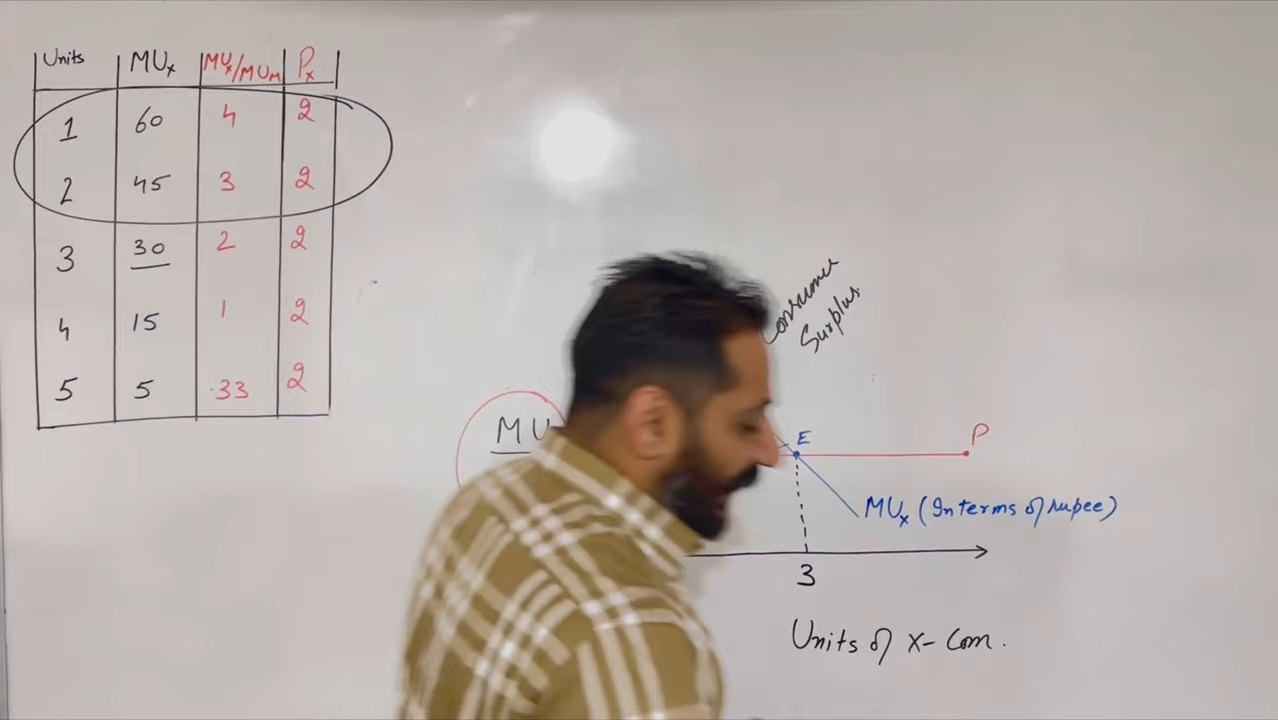 Units MUx MUx/MUM Px
1 60 4 2
2 45 3 2
3 30 2 2
4 15 1 2
5 5 .33 2
Consumer
Surplus
MU
E
P
MUx (In terms of rupee)
3
Units of x-Com.